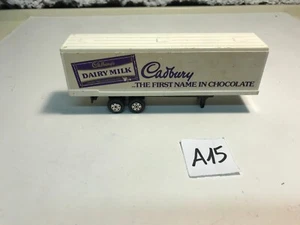 Cadbury
DAIRY MILK
Cadbury
..THE FIRST NAME IN CHOCOLATE
A15